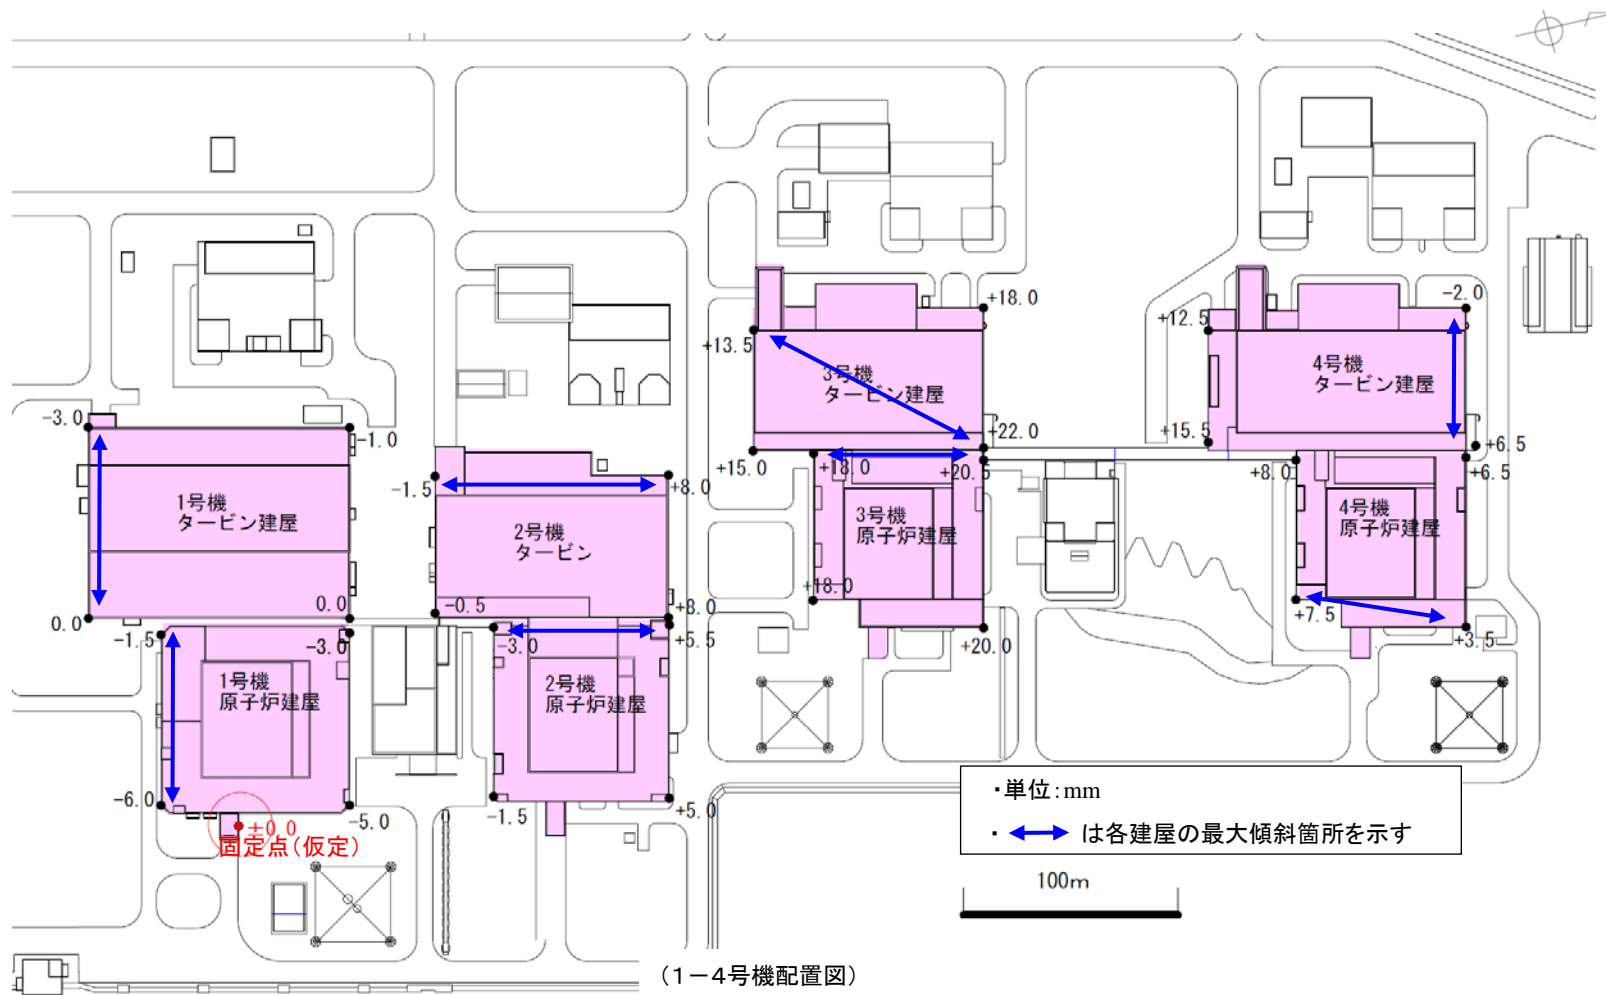 +18.0
-2.0
+12.5
+13.5
3号機
タービン建屋
4号機
タービン建屋
-3.0
-1.0
+22.0
+15.5
+6.5
+15.0
+18.0
+20.5
+8.0
+6.5
-1.5
+8.0
1号機
タービン建屋
2号機
タービン
3号機
原子炉建屋
4号機
原子炉建屋
0.0
0.0
-0.5
+8.0
+18.0
+7.5
+3.5
-1.5
-3.0
-3.0
+5.5
+20.0
1号機
原子炉建屋
2号機
原子炉建屋
-6.0
-5.0
-1.5
+5.0
±0.0
固定点(仮定)
・単位:mm
・ は各建屋の最大傾斜箇所を示す
100m
(1-4号機配置図)